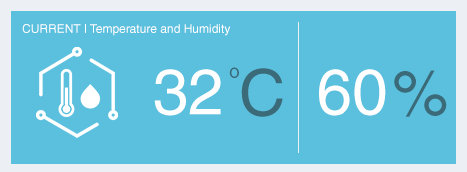 CURRENT | Temperature and Humidity
32 °C 60 %